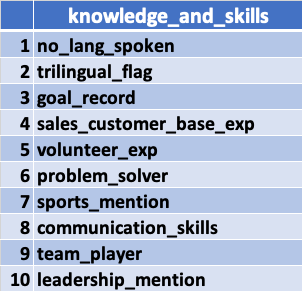 knowledge_and_skills
1 no_lang_spoken
2 trilingual_flag
3 goal_record
4 sales_customer_base_exp
5 volunteer_exp
6 problem_solver
7 sports_mention
8 communication_skills
9 team_player
10 leadership_mention